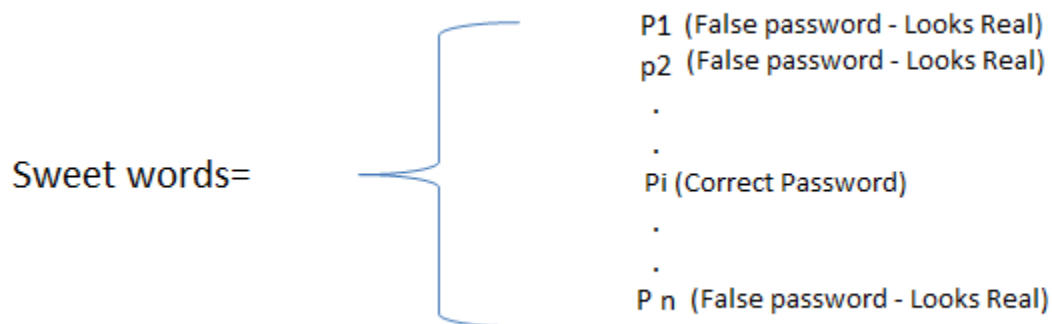 P1 (False password - Looks Real)
p2 (False password - Looks Real)
.
.
Sweet words=
Pi (Correct Password)
.
.
P n (False password - Looks Real)